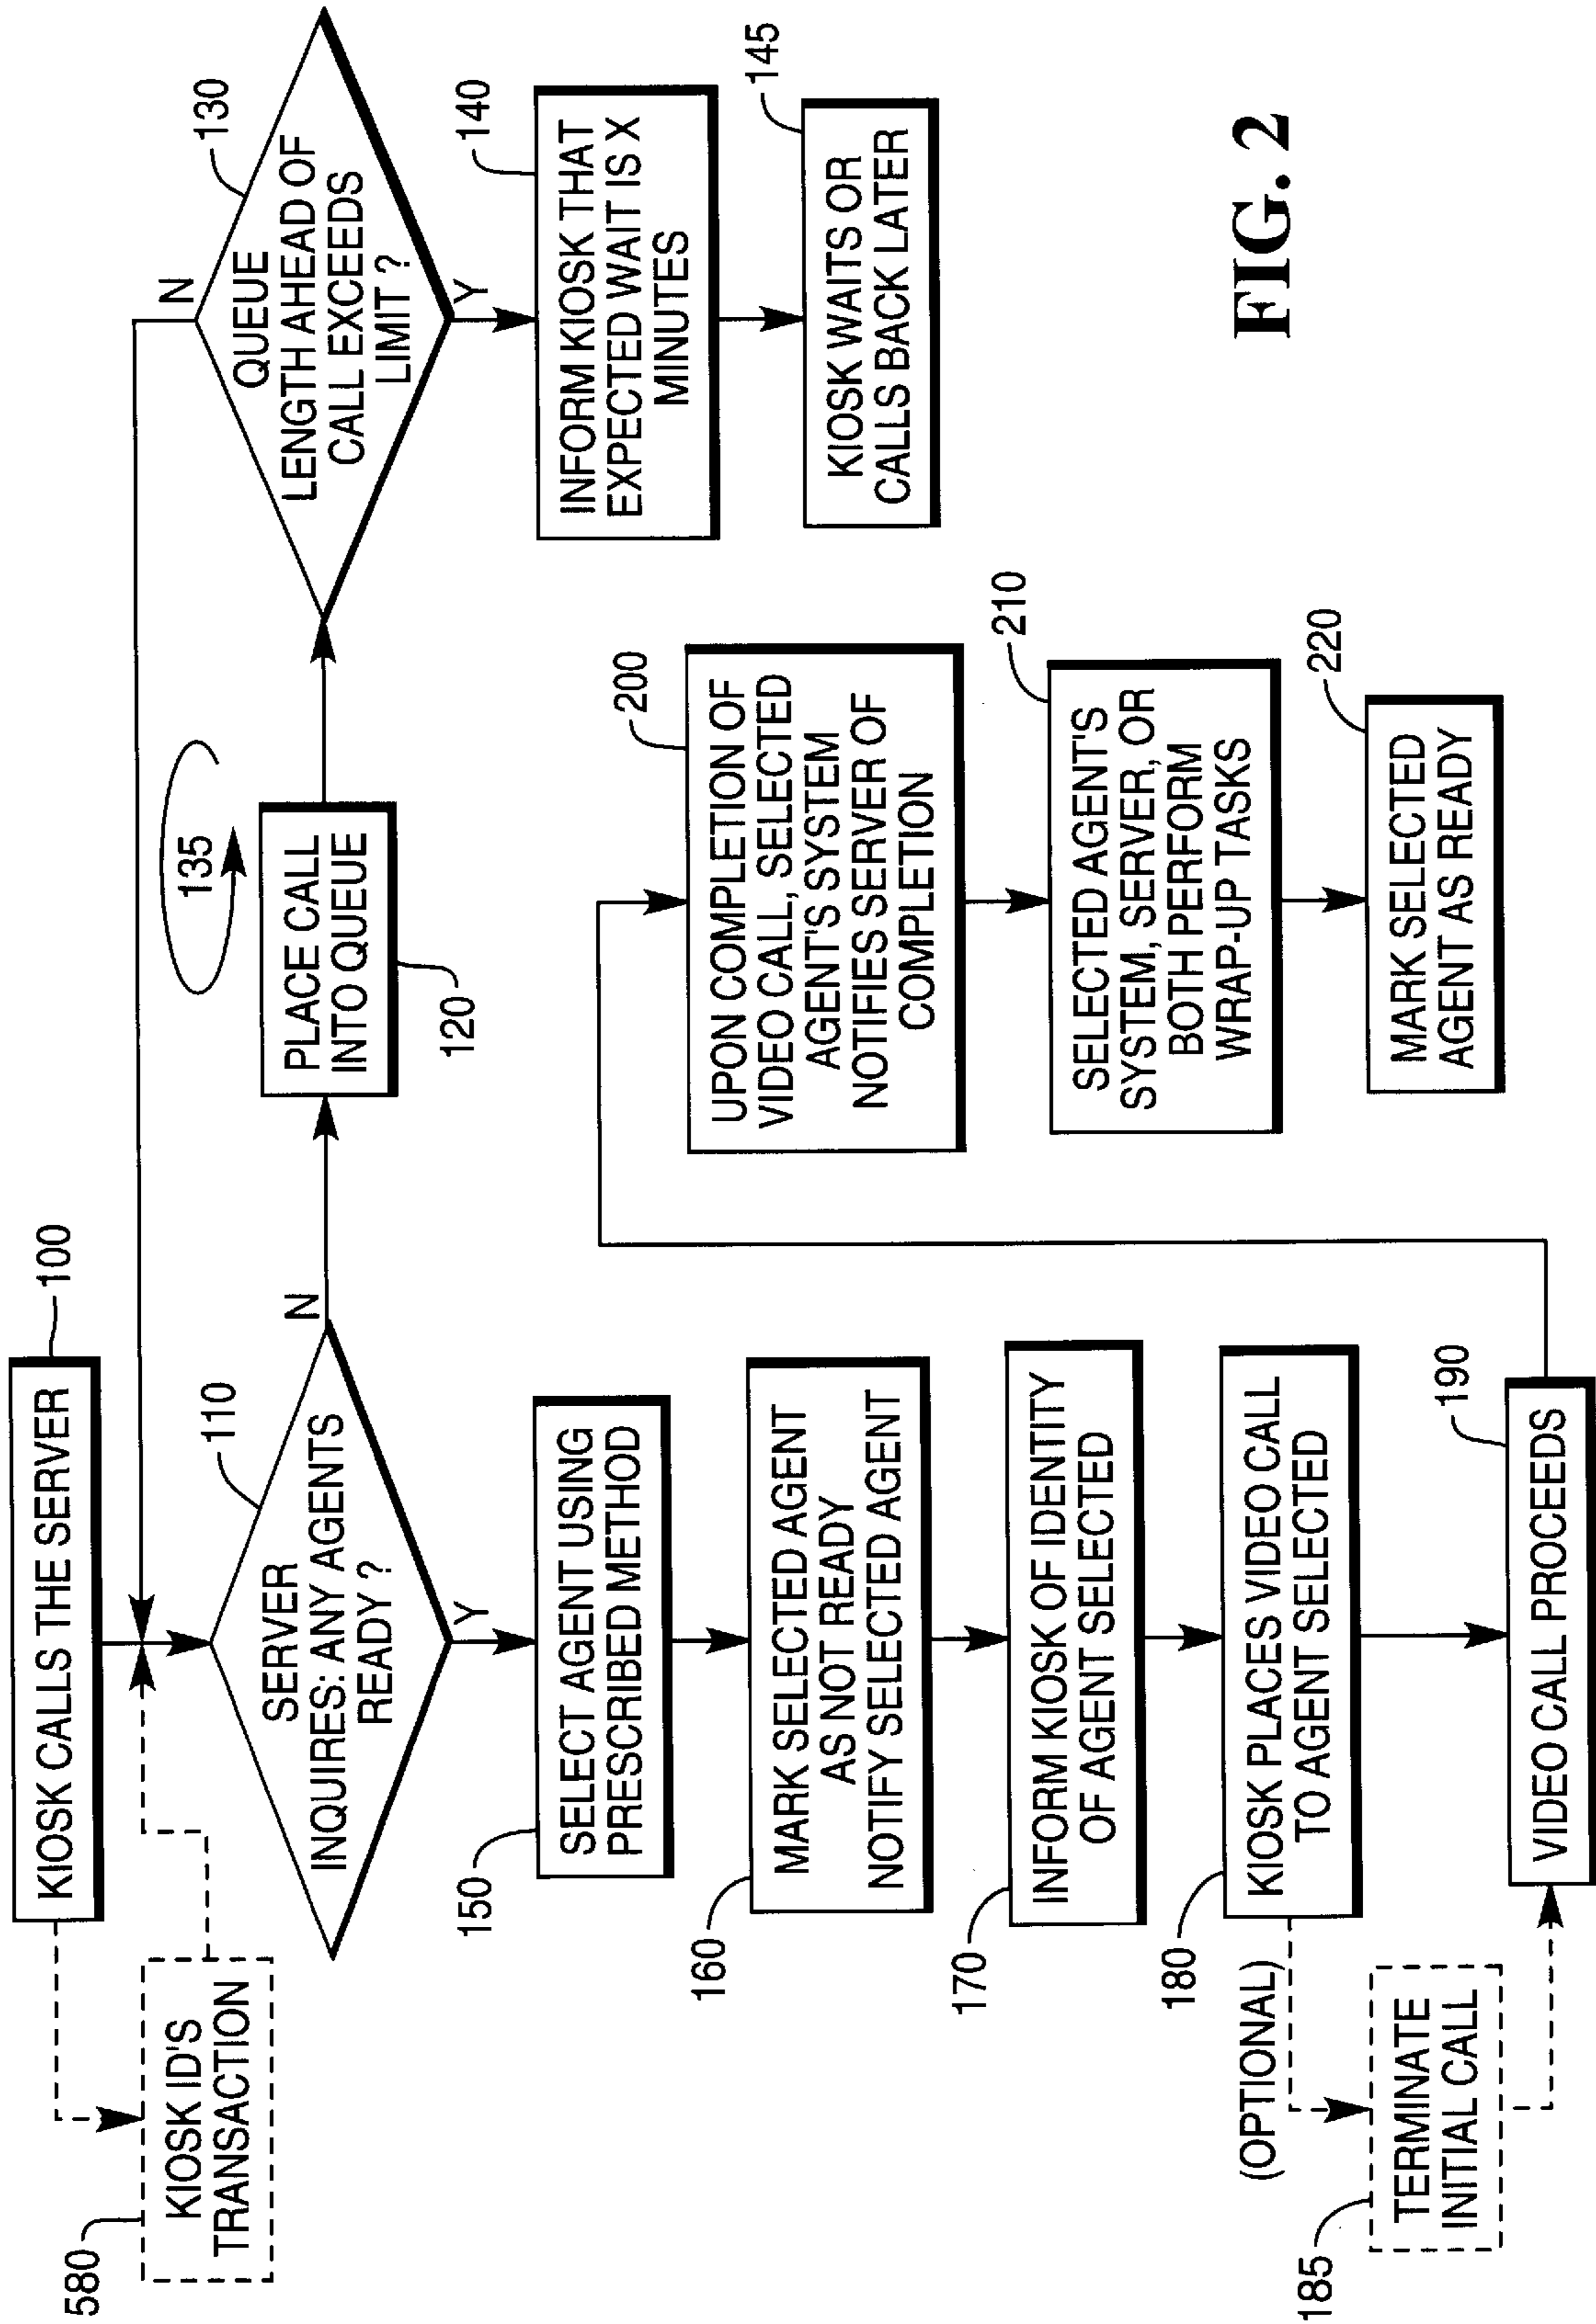 KIOSK CALLS THE SERVER
100
580
KIOSK ID'S
TRANSACTION
110
SERVER
INQUIRES: ANY AGENTS
READY ?
N
Y
135
PLACE CALL
INTO QUEUE
120
130
N
QUEUE
LENGTH AHEAD OF
CALL EXCEEDS
LIMIT ?
Y
140
INFORM KIOSK THAT
EXPECTED WAIT IS X
MINUTES
145
KIOSK WAITS OR
CALLS BACK LATER
150
SELECT AGENT USING
PRESCRIBED METHOD
160
MARK SELECTED AGENT
AS NOT READY
NOTIFY SELECTED AGENT
170
INFORM KIOSK OF IDENTITY
OF AGENT SELECTED
180
KIOSK PLACES VIDEO CALL
TO AGENT SELECTED
(OPTIONAL)
185
TERMINATE
INITIAL CALL
190
VIDEO CALL PROCEEDS
200
UPON COMPLETION OF
VIDEO CALL, SELECTED
AGENT'S SYSTEM
NOTIFIES SERVER OF
COMPLETION
210
SELECTED AGENT'S
SYSTEM, SERVER, OR
BOTH PERFORM
WRAP-UP TASKS
220
MARK SELECTED
AGENT AS READY
FIG. 2